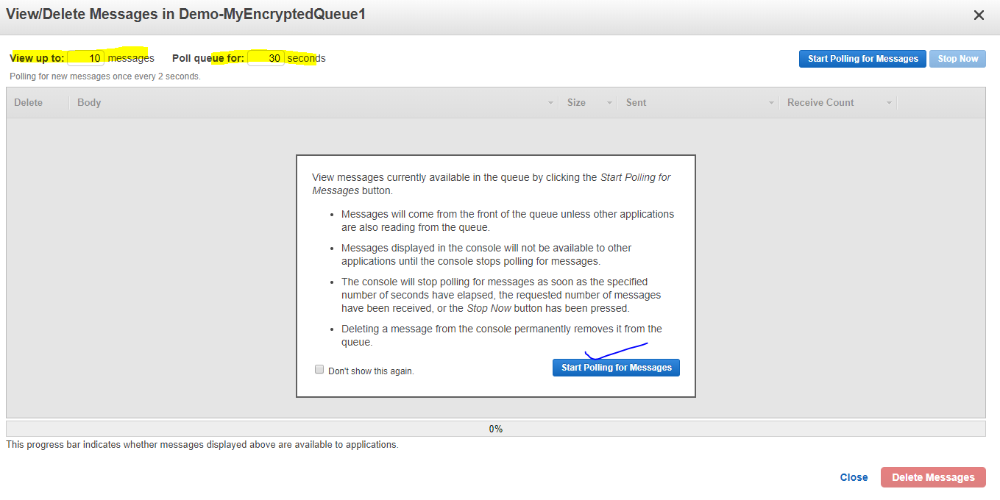 View/Delete Messages in Demo-MyEncryptedQueue1
View up to: 10 messages Poll queue for: 30 seconds Start Polling for Messages Stop Now
Polling for new messages once every 2 seconds.
Delete Body Size Sent Receive Count
View messages currently available in the queue by clicking the Start Polling for
Messages button.
• Messages will come from the front of the queue unless other applications
are also reading from the queue.
• Messages displayed in the console will not be available to other
applications until the console stops polling for messages.
• The console will stop polling for messages as soon as the specified
number of seconds have elapsed, the requested number of messages
have been received, or the Stop Now button has been pressed.
• Deleting a message from the console permanently removes it from the
queue.
Don't show this again. Start Polling for Messages
0%
This progress bar indicates whether messages displayed above are available to applications.
Close Delete Messages